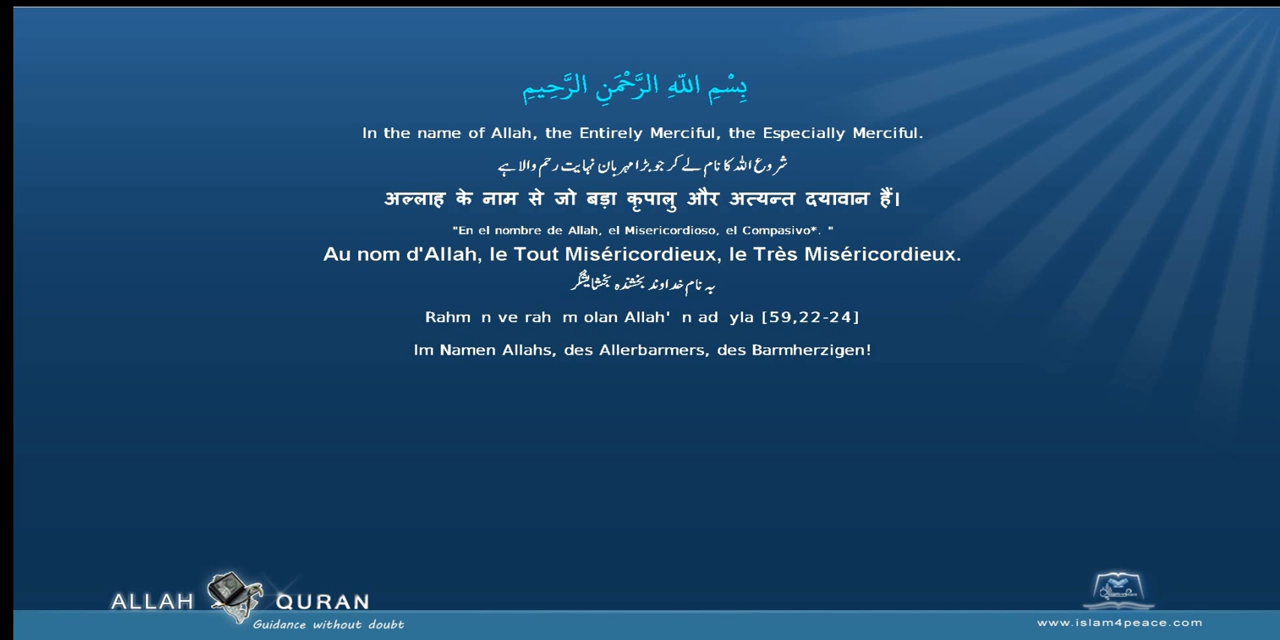 بِسْمِ اللّهِ الرَّحْمَنِ الرَّحِيمِ
In the name of Allah, the Entirely Merciful, the Especially Merciful.
شروع الله کا نام لے کر جو بڑا مہربان نہایت رحم والا ہے
अल्लाह के नाम से जो बड़ा कृपालु और अत्यन्त दयावान हैं।
"En el nombre de Allah, el Misericordioso, el Compasivo*. "
Au nom d'Allah, le Tout Miséricordieux, le Très Miséricordieux.
به نام خداوند بخشنده بخشایشگر
Rahm n ve rah m olan Allah' n ad yla [59,22-24]
Im Namen Allahs, des Allerbarmers, des Barmherzigen!
ALLAH QURAN
Guidance without doubt
www.islam4peace.com